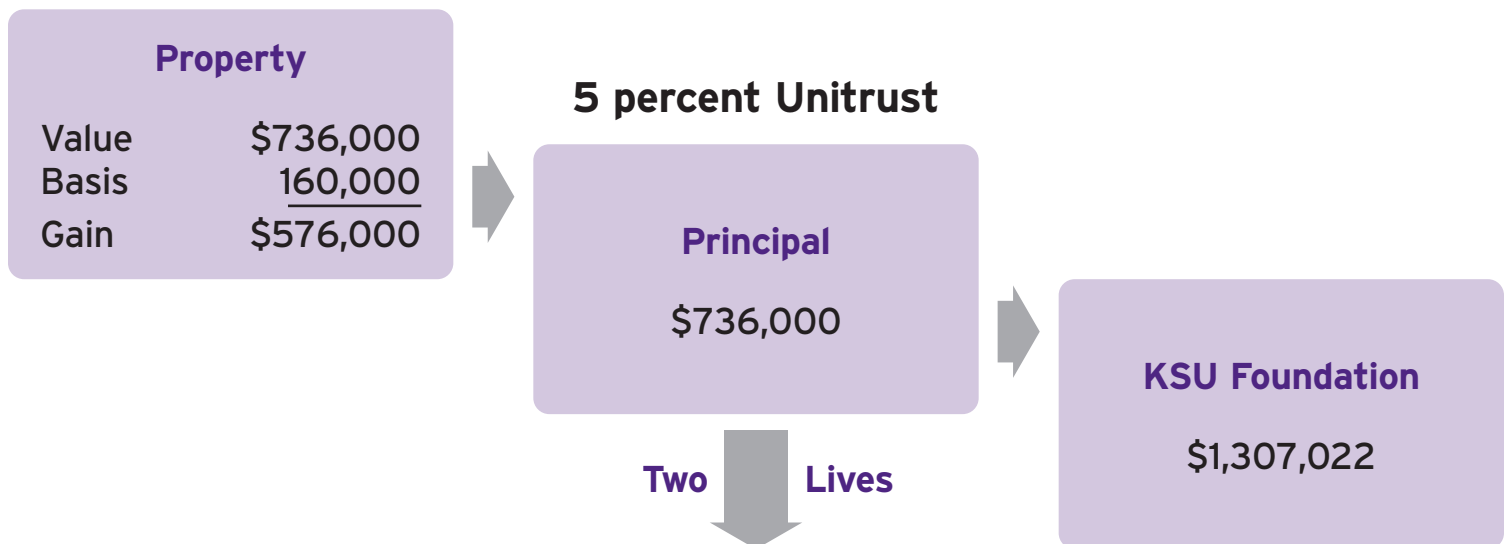 Property
Value $736,000
Basis 160,000
Gain $576,000
5 percent Unitrust
Principal
$736,000
Two Lives
KSU Foundation
$1,307,022